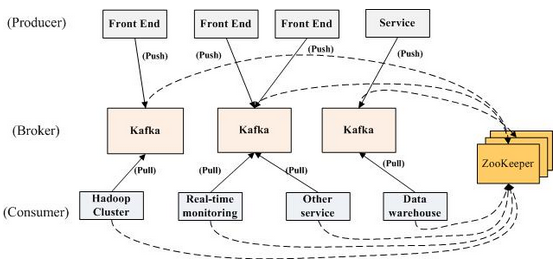 (Producer)
Front End
Front End
Front End
Service
(Push)
(Push)
(Push)
(Push)
(Broker)
Kafka
Kafka
Kafka
ZooKeeper
(Pull)
(Pull)
(Pull)
(Pull)
(Consumer)
Hadoop
Cluster
Real-time
monitoring
Other
service
Data
warehouse